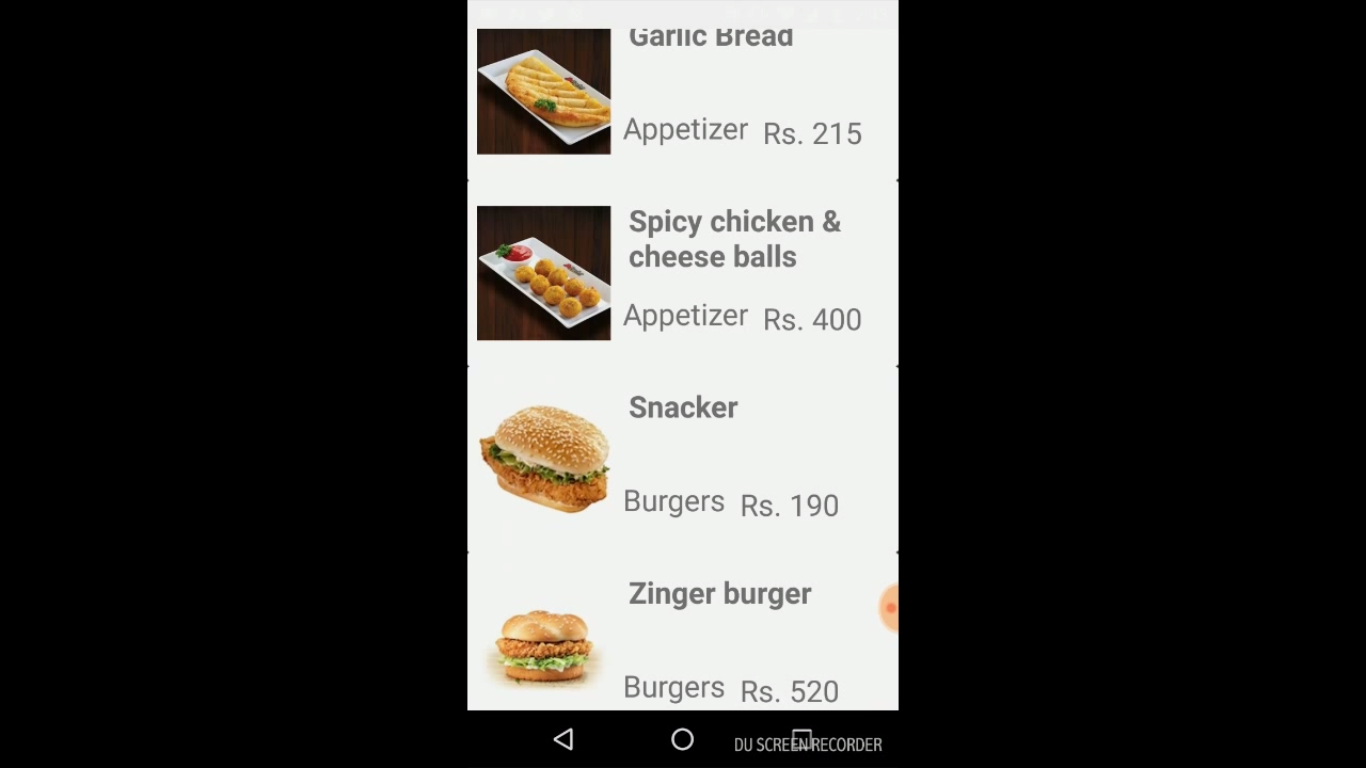 Garlic Bread
Appetizer Rs. 215
Spicy chicken &
cheese balls
Appetizer Rs. 400
Snacker
Burgers Rs. 190
Zinger burger
Burgers Rs. 520
DU SCREEN RECORDER